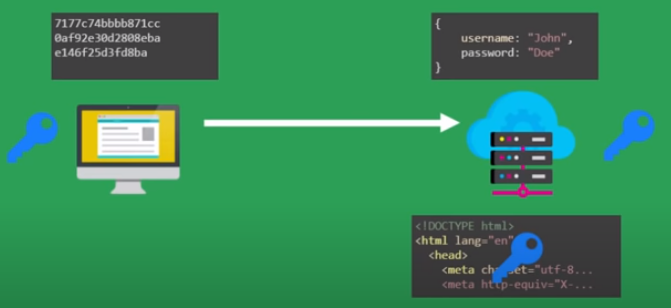 7177c74bbbb871cc
0af92e30d2808eba
e146f25d3fd8ba
{
username: "John",
password: "Doe"
}
<!DOCTYPE html>
<html lang="en"
<head>
<meta ch set="utf-8...
<meta http-equiv="X-...